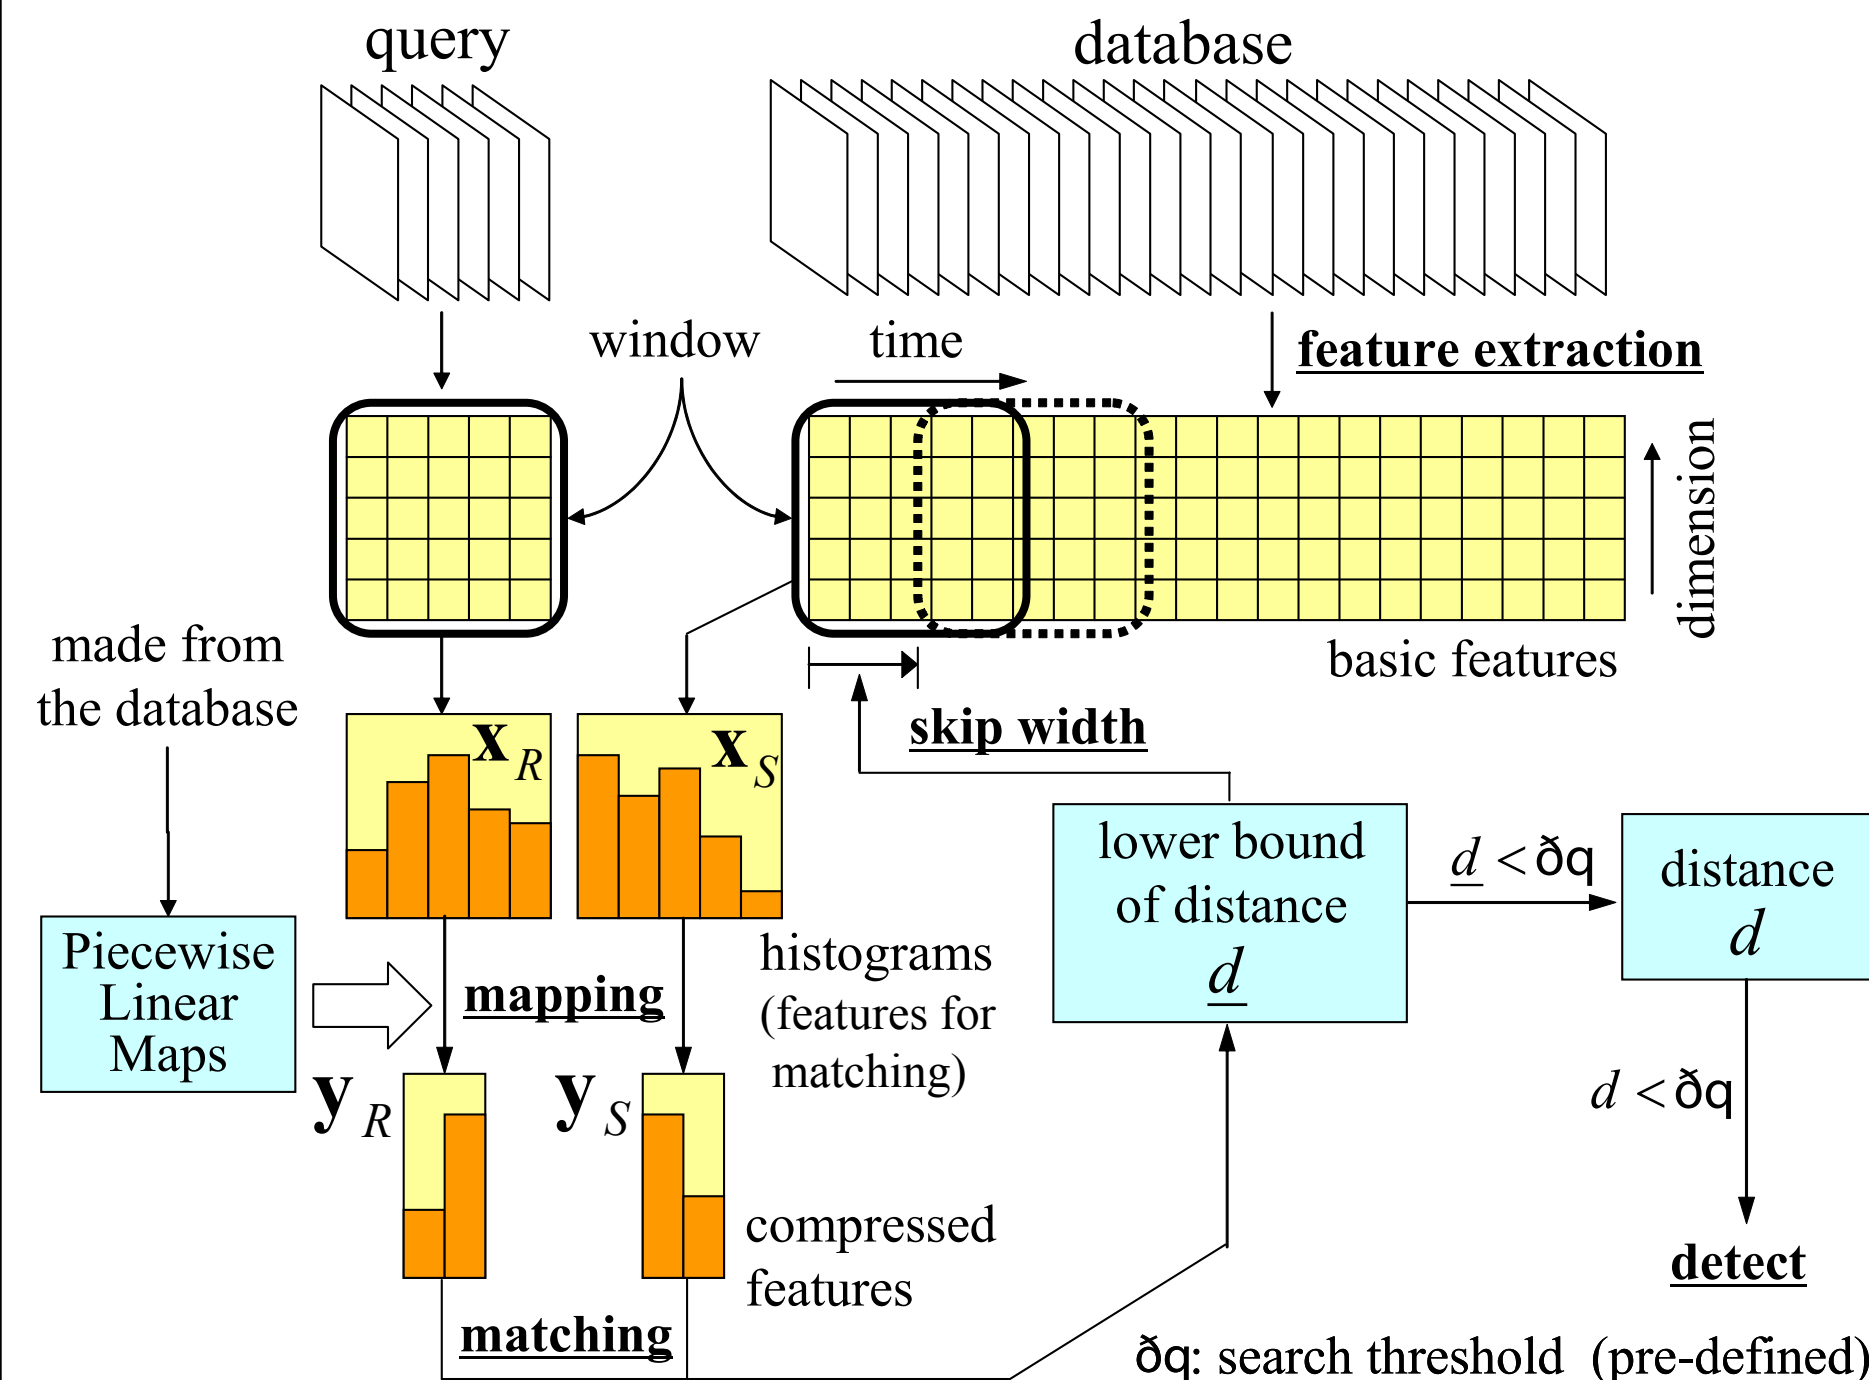 query
database
window
time
feature extraction
dimension
basic features
made from
the database
skip width
x R
x S
lower bound
of distance
d
d < ðq
distance
d
Piecewise
Linear
Maps
mapping
histograms
(features for
matching)
y R
y S
d < ðq
compressed
features
detect
matching
ðq: search threshold (pre-defined)